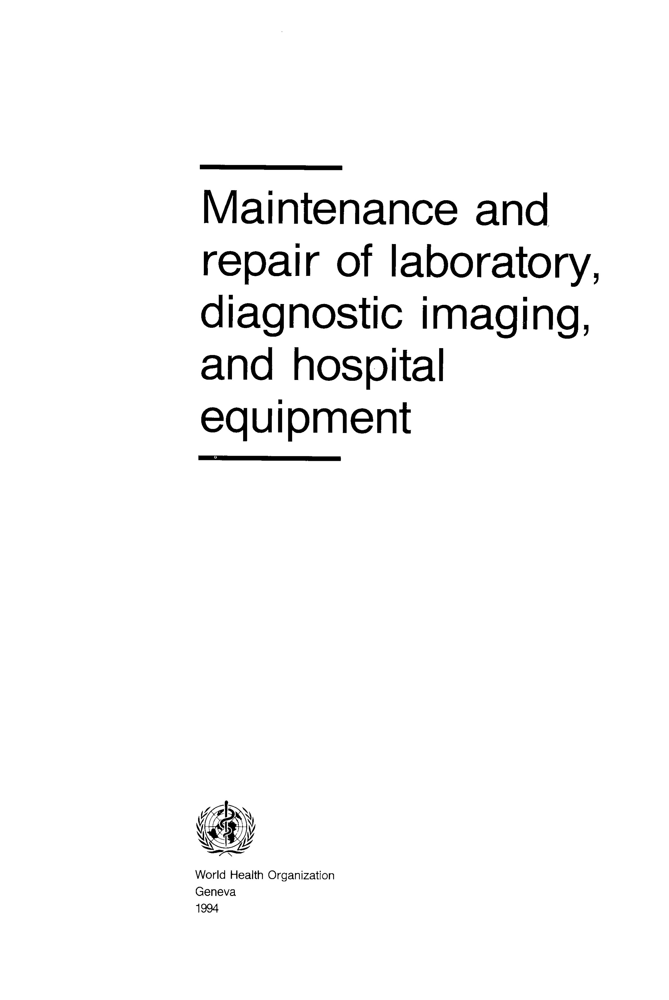 Maintenance and
repair of laboratory,
diagnostic imaging,
and hospital
equipment
World Health Organization
Geneva
1994